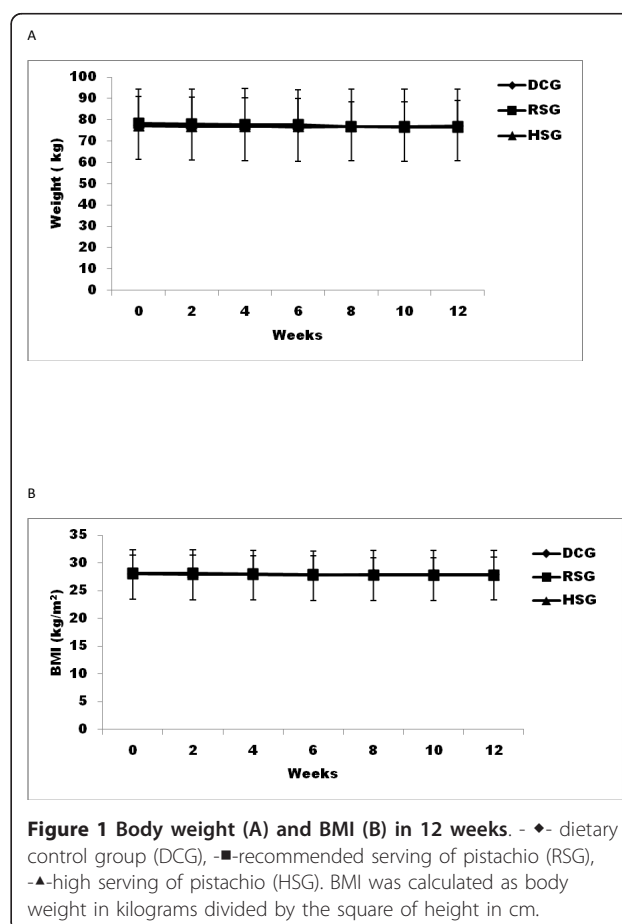 A
100
90
80
70
60
50
40
30
20
10
0
Weight ( kg)
0 2 4 6 8 10 12
Weeks
DCG
RSG
HSG
B
35
30
25
20
15
10
5
0
BMI (kg/m²)
0 2 4 6 8 10 12
Weeks
DCG
RSG
HSG
Figure 1 Body weight (A) and BMI (B) in 12 weeks. - ◆- dietary
control group (DCG), -■-recommended serving of pistachio (RSG),
-▲-high serving of pistachio (HSG). BMI was calculated as body
weight in kilograms divided by the square of height in cm.